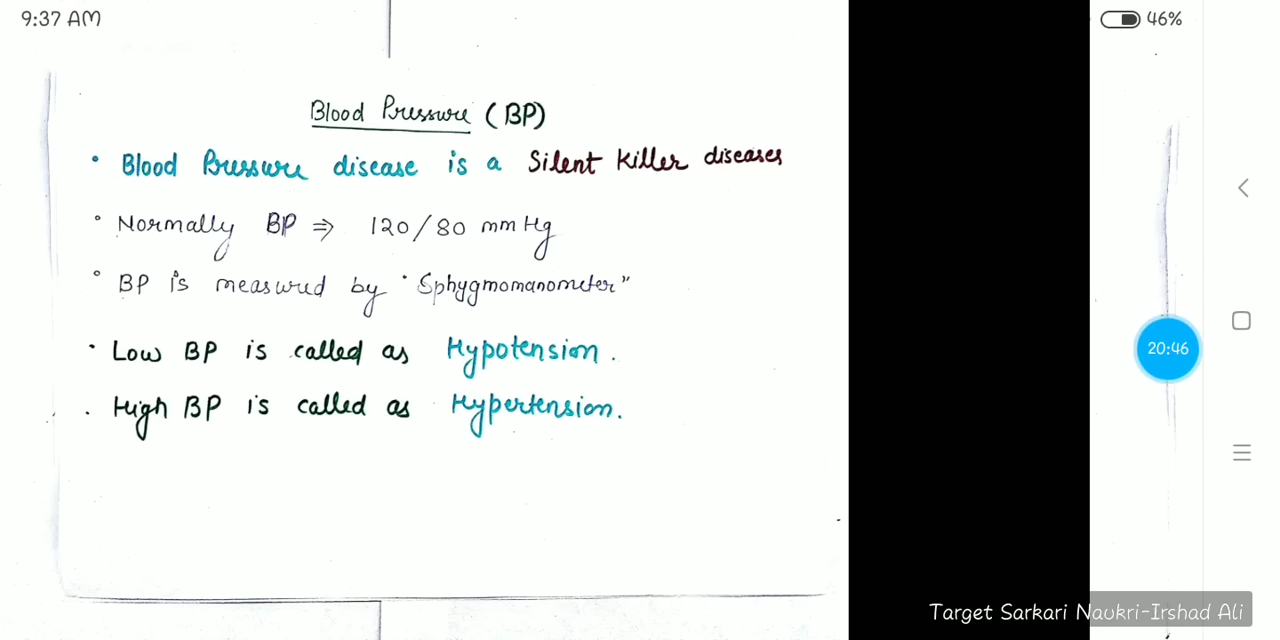 9:37 AM
46%
Blood Pressure (BP)
• Blood Pressure disease is a Silent Killer diseases
° Normally BP ⇒ 120/80 mmHg
° BP is measured by "Sphygmomanometer"
• Low BP is called as Hypotension.
. High BP is called as Hypertension.
20:46
Target Sarkari Naukri-Irshad Ali